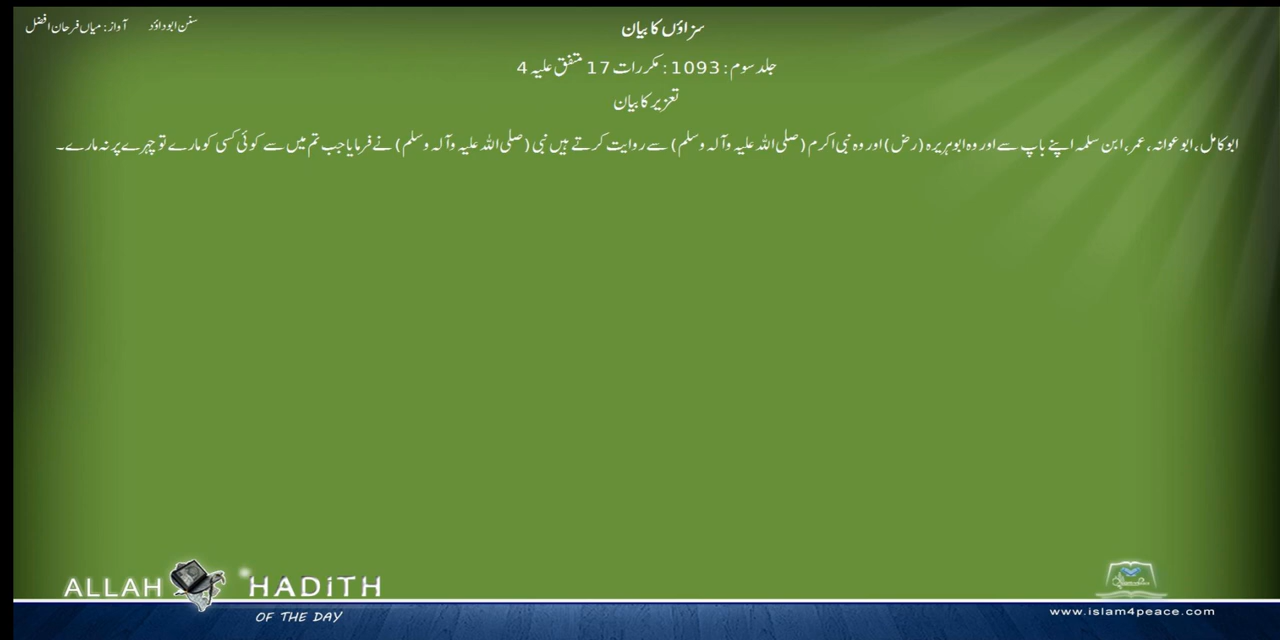 سزاؤں کا بیان
سنن ابوداؤد آواز: میاں فرحان افضل
جلد سوم : 1093 : مکررات 17 متفق علیہ 4
تعزیر کا بیان
ابوکامل، ابوعوانہ، عمر، ابن سلمہ اپنے باپ سے اور وہ ابوہریرہ (رض) اور وہ نبی اکرم (صلی اللہ علیہ وآلہ وسلم) سے روایت کرتے ہیں نبی (صلی اللہ علیہ وآلہ وسلم) نے فرمایا جب تم میں سے کوئی کسی کو مارے تو چہرے پر نہ مارے۔
ALLAH HADITH
OF THE DAY
www.islam4peace.com